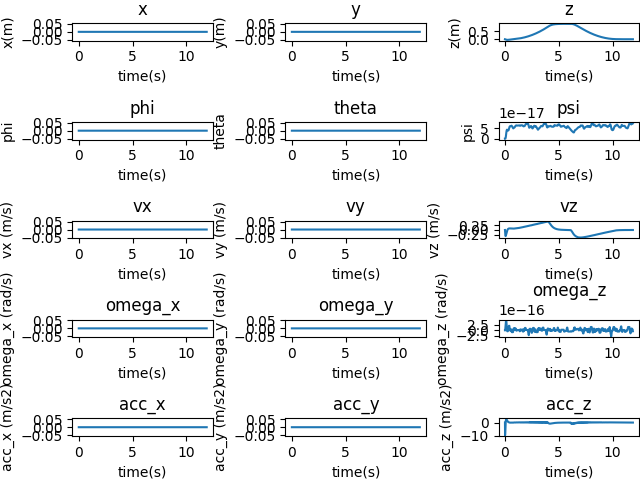 x
y
z
x(m)
0.05
0.00
−0.05
0
5
10
time(s)
y(m)
0.05
0.00
−0.05
0
5
10
time(s)
z(m)
0.5
0.0
0
5
10
time(s)
phi
theta
1e−17
psi
phi
0.05
0.00
−0.05
0
5
10
time(s)
theta
0.05
0.00
−0.05
0
5
10
time(s)
psi
5
0
0
5
10
time(s)
vx
vy
vz
vx (m/s)
0.05
0.00
−0.05
0
5
10
time(s)
vy (m/s)
0.05
0.00
−0.05
0
5
10
time(s)
vz (m/s)
0.25
0.00
−0.25
0
5
10
time(s)
omega_x
omega_y
omega_z
1e−16
omega_x (rad/s)
0.05
0.00
−0.05
0
5
10
time(s)
omega_y (rad/s)
0.05
0.00
−0.05
0
5
10
time(s)
omega_z (rad/s)
2.5
0.0
−2.5
0
5
10
time(s)
acc_x
acc_y
acc_z
acc_x (m/s2)
0.05
0.00
−0.05
0
5
10
time(s)
acc_y (m/s2)
0.05
0.00
−0.05
0
5
10
time(s)
acc_z (m/s2)
0
−10
0
5
10
time(s)